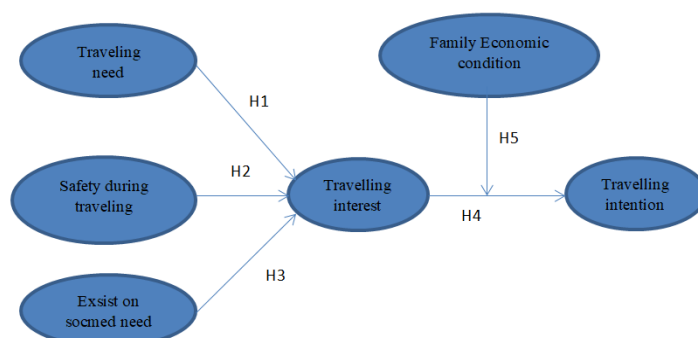 Traveling
need
Family Economic
condition
H1
H5
H2
Safety during
traveling
Travelling
interest
H4
Travelling
intention
H3
Exsist on
socmed need